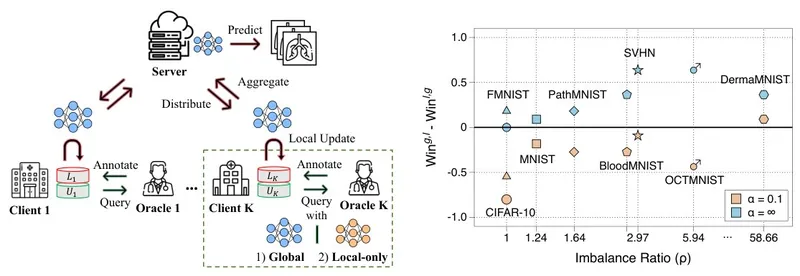 Server
Predict
Aggregate
Distribute
Local Update
Annotate
Query
L1
U1
Client 1
Oracle 1
...
Client K
LK
UK
Annotate
Query
with
Oracle K
1) Global
2) Local-only
Win^{g,l} - Win^{l,g}
1.0
0.5
0
-0.5
-1.0
SVHN
FMNIST
PathMNIST
DermaMNIST
MNIST
BloodMNIST
OCTMNIST
CIFAR-10
α = 0.1
α = ∞
1
1.24
1.64
2.97
5.94
...
58.66
Imbalance Ratio (ρ)